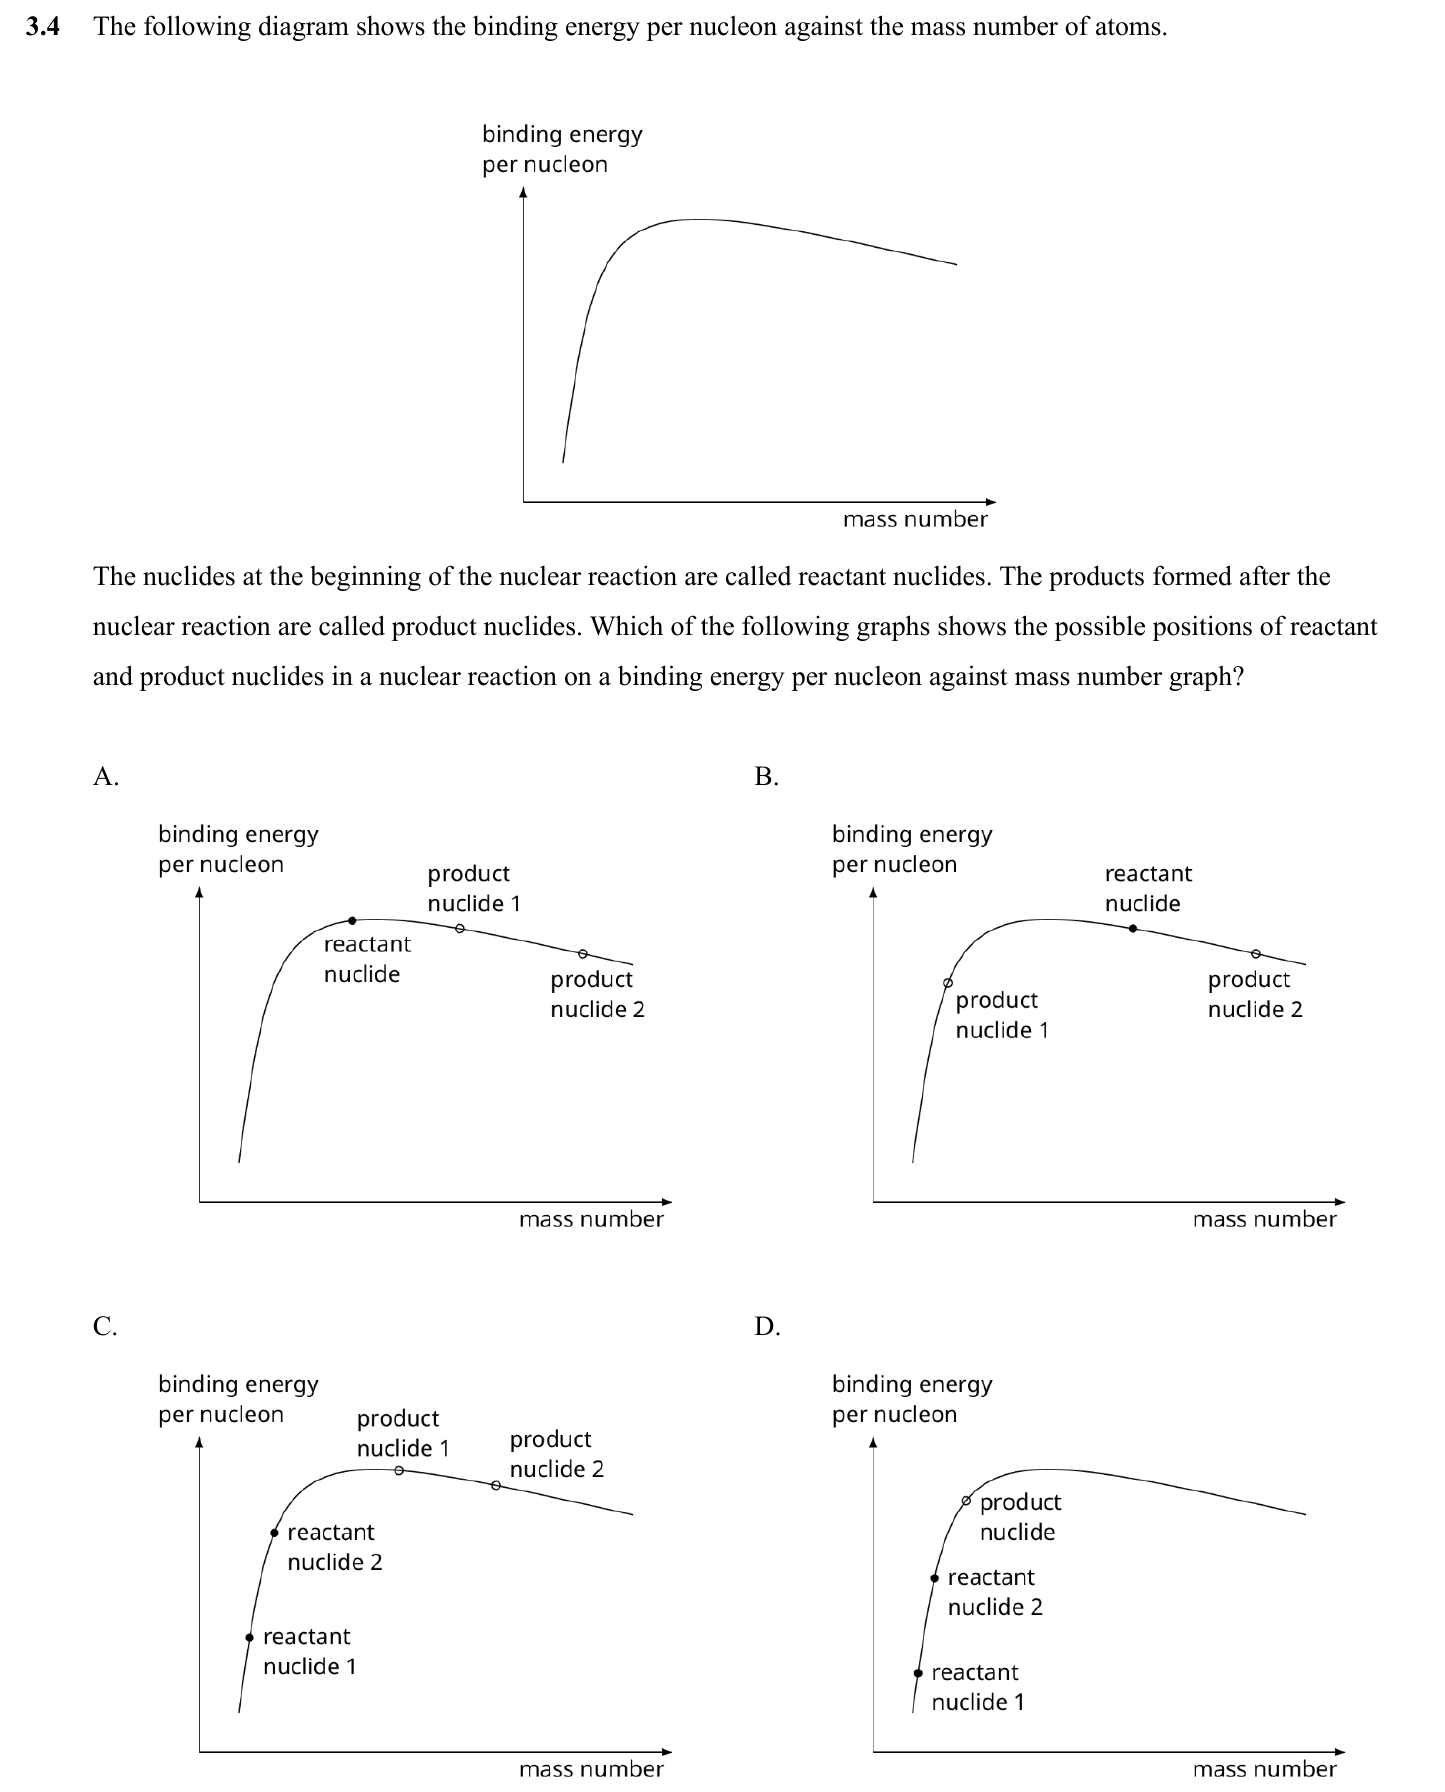 3.4 The following diagram shows the binding energy per nucleon against the mass number of atoms.
binding energy
per nucleon
mass number
The nuclides at the beginning of the nuclear reaction are called reactant nuclides. The products formed after the
nuclear reaction are called product nuclides. Which of the following graphs shows the possible positions of reactant
and product nuclides in a nuclear reaction on a binding energy per nucleon against mass number graph?
A.
binding energy
per nucleon
product
nuclide 1
reactant
nuclide
product
nuclide 2
mass number
B.
binding energy
per nucleon
reactant
nuclide
product
nuclide 1
product
nuclide 2
mass number
C.
binding energy
per nucleon
product
nuclide 1
product
nuclide 2
reactant
nuclide 2
reactant
nuclide 1
mass number
D.
binding energy
per nucleon
product
nuclide
reactant
nuclide 2
reactant
nuclide 1
mass number